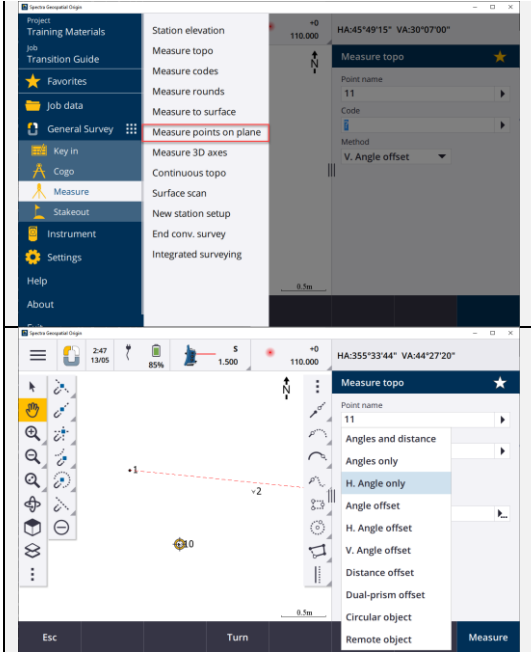 Spectra Geospatial Origin
Project
Training Materials
Job
Transition Guide
Favorites
Job data
General Survey
Key in
Cogo
Measure
Stakeout
Instrument
Settings
Help
About
Station elevation
Measure topo
Measure codes
Measure rounds
Measure to surface
Measure points on plane
Measure 3D axes
Continuous topo
Surface scan
New station setup
End conv. survey
Integrated surveying
+0
110.000
N
0.5m
HA:45°49'15" VA:30°07'00"
Measure topo
Point name
11
Code
?
Method
V. Angle offset
Spectra Geospatial Origin
2:47
13/05
85%
S
1.500
+0
110.000
HA:355°33'44" VA:44°27'20"
N
1
2
10
0.5m
Measure topo
Point name
11
Angles and distance
Angles only
H. Angle only
Angle offset
H. Angle offset
V. Angle offset
Distance offset
Dual-prism offset
Circular object
Remote object
Esc
Turn
Measure